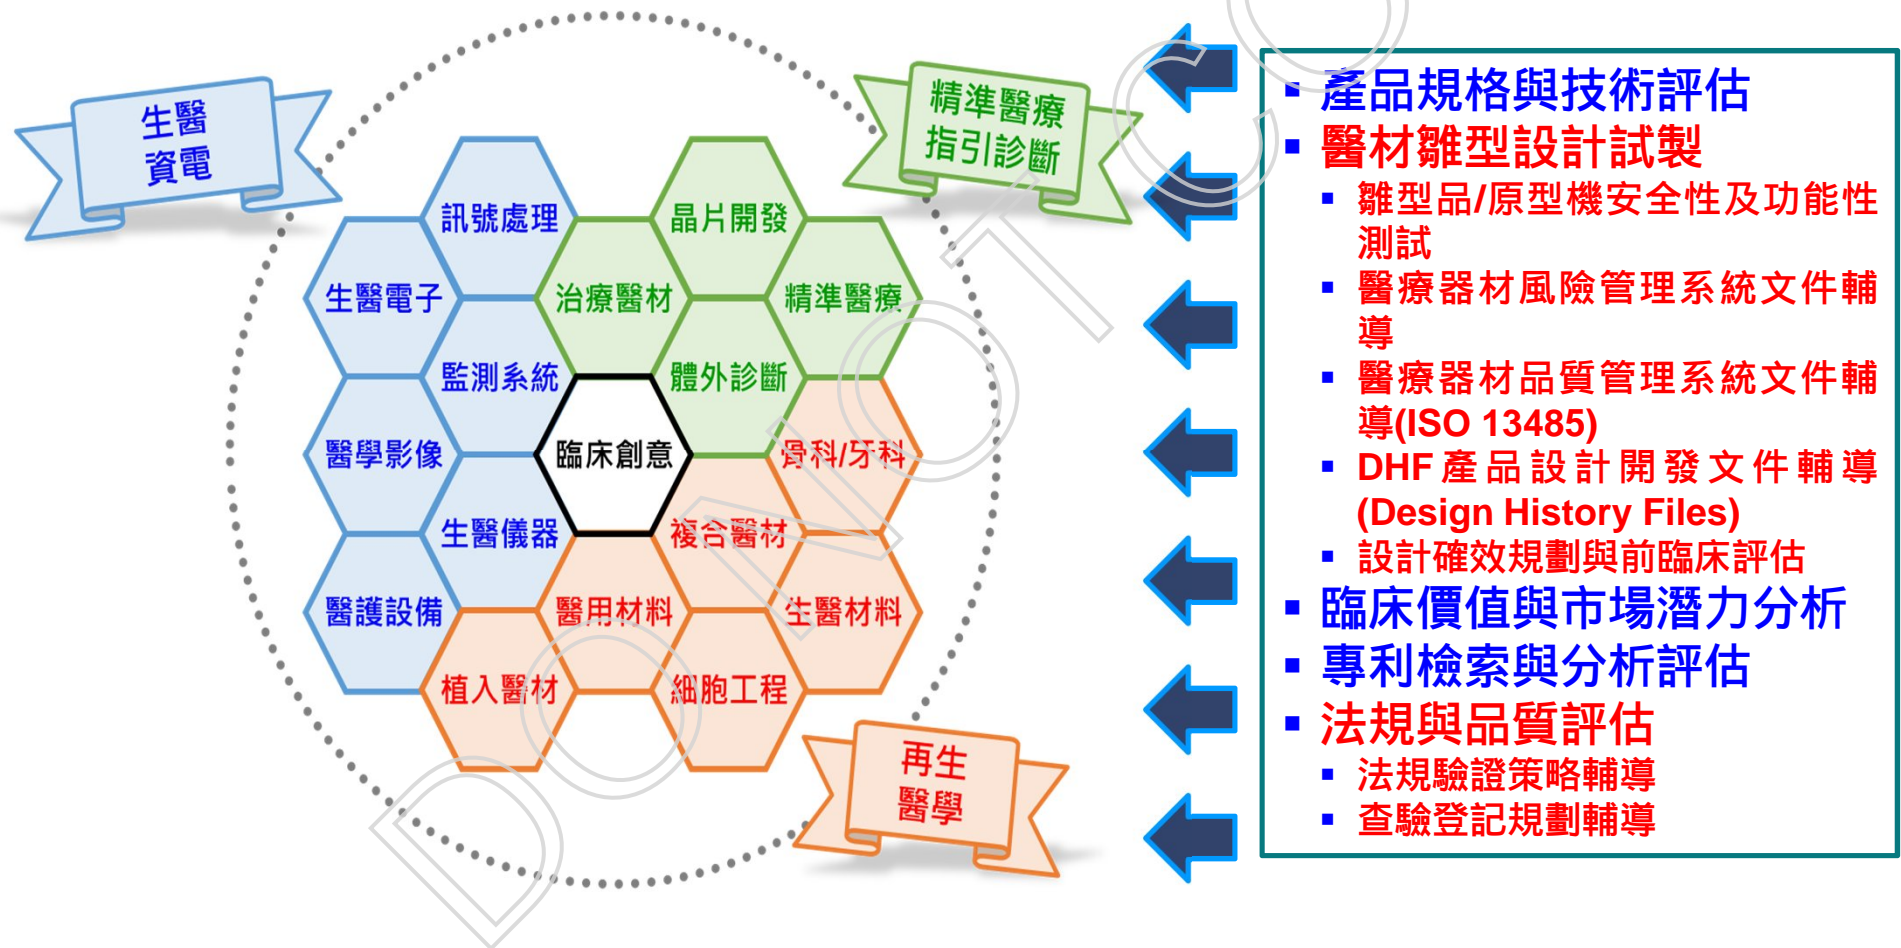 生醫
資電
精準醫療
指引診斷
訊號處理
晶片開發
生醫電子
治療醫材
精準醫療
監測系統
體外診斷
醫學影像
臨床創意
骨科/牙科
生醫儀器
複合醫材
醫護設備
醫用材料
生醫材料
植入醫材
細胞工程
再生
醫學
產品規格與技術評估
醫材雛型設計試製
雛型品/原型機安全性及功能性
測試
醫療器材風險管理系統文件輔
導
醫療器材品質管理系統文件輔
導(ISO 13485)
DHF產品設計開發文件輔導
(Design History Files)
設計確效規劃與前臨床評估
臨床價值與市場潛力分析
專利檢索與分析評估
法規與品質評估
法規驗證策略輔導
查驗登記規劃輔導
DO NOT CO